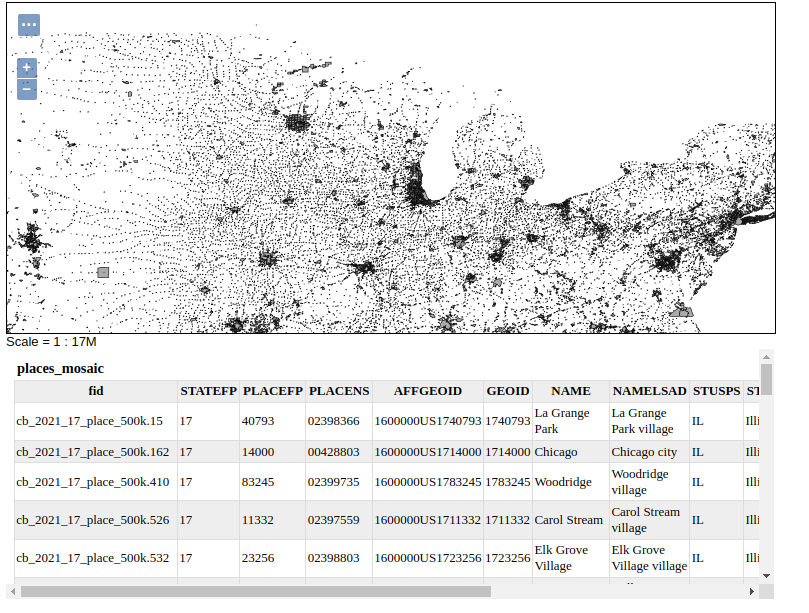 ...
+
−
Scale = 1 : 17M
places_mosaic
fid STATEFP PLACEFP PLACENS AFFGEOID GEOID NAME NAMELSAD STUSPS ST
cb_2021_17_place_500k.15 17 40793 02398366 1600000US1740793 1740793 La Grange Park La Grange Park village IL Illi
cb_2021_17_place_500k.162 17 14000 00428803 1600000US1714000 1714000 Chicago Chicago city IL Illi
cb_2021_17_place_500k.410 17 83245 02399735 1600000US1783245 1783245 Woodridge Woodridge village IL Illi
cb_2021_17_place_500k.526 17 11332 02397559 1600000US1711332 1711332 Carol Stream Carol Stream village IL Illi
cb_2021_17_place_500k.532 17 23256 02398803 1600000US1723256 1723256 Elk Grove Village Elk Grove Village village IL Illi